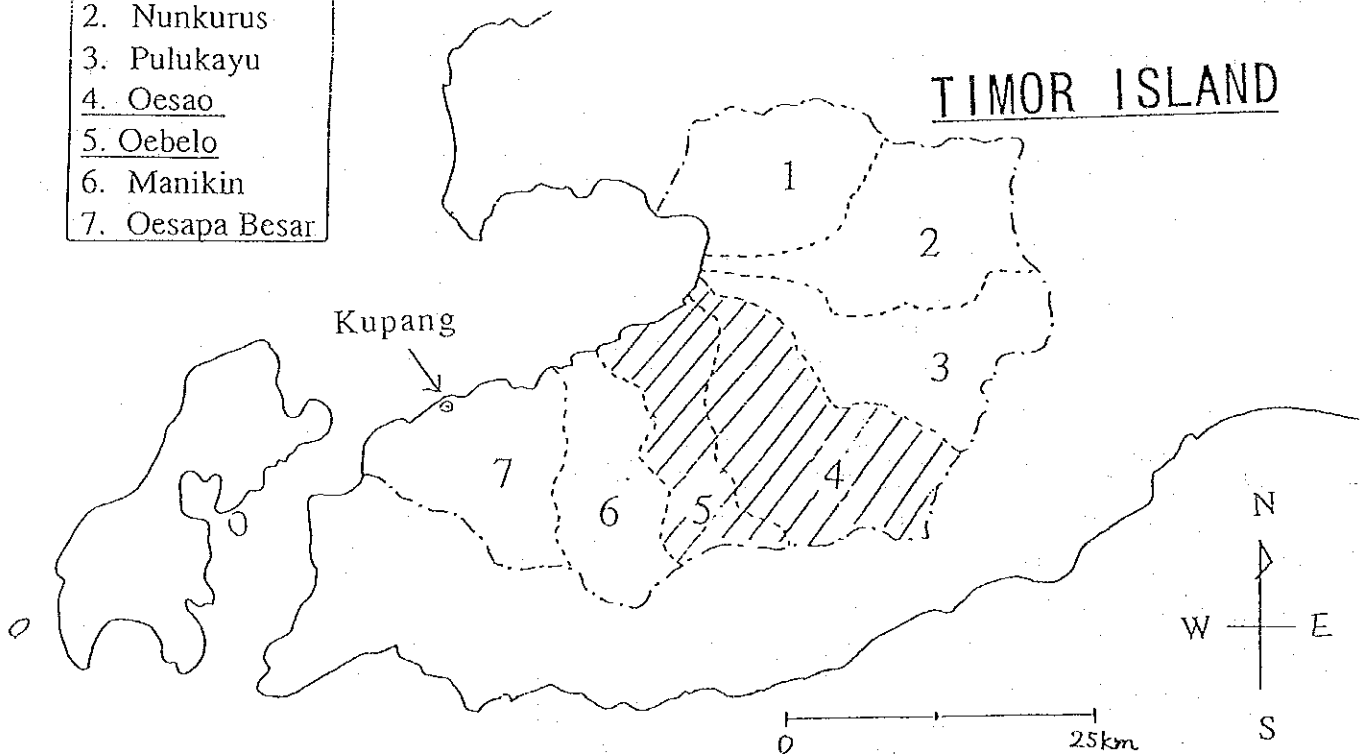 2. Nunkurus
3. Pulukayu
4. Oesao
5. Oebelo
6. Manikin
7. Oesapa Besar
TIMOR ISLAND
1
2
Kupang
3
7
6
5
4
N
W
E
S
0
25km